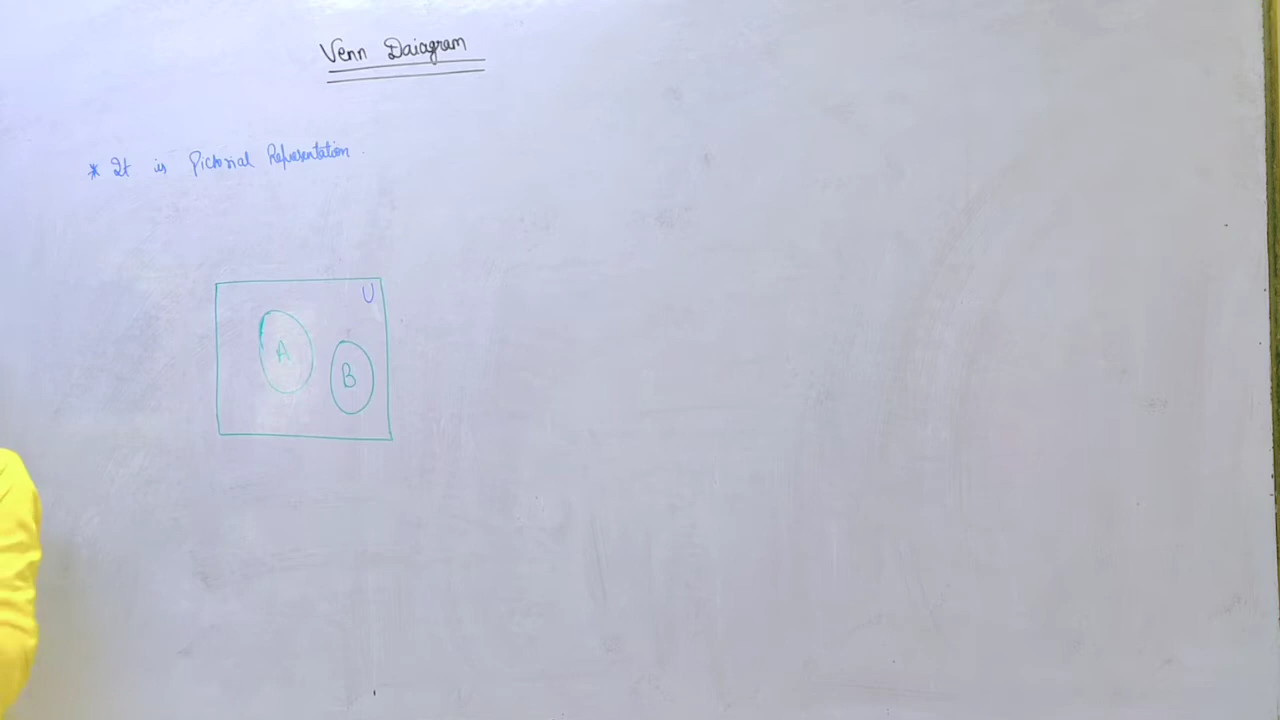 Venn Daiagram
* It is Pictorial Representation.
U
A
B